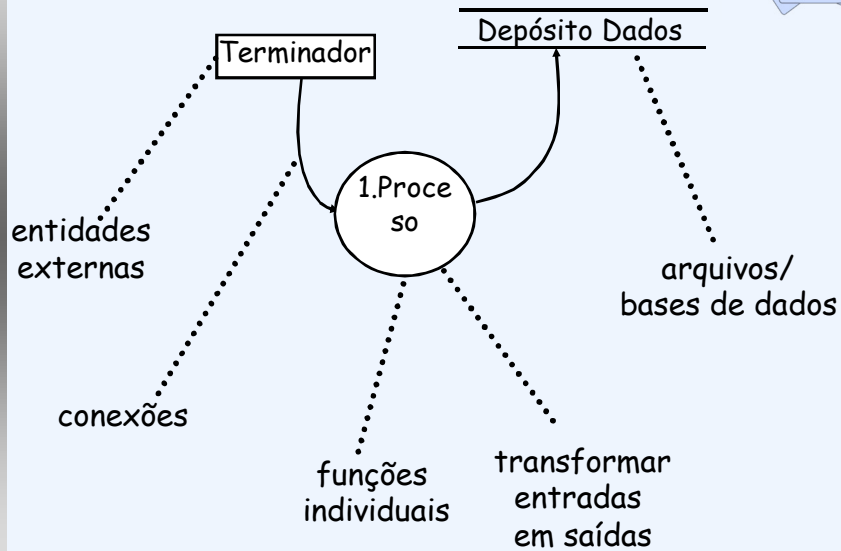 Terminador
Depósito Dados
1.Proce
so
entidades
externas
arquivos/
bases de dados
conexões
funções
individuais
transformar
entradas
em saídas